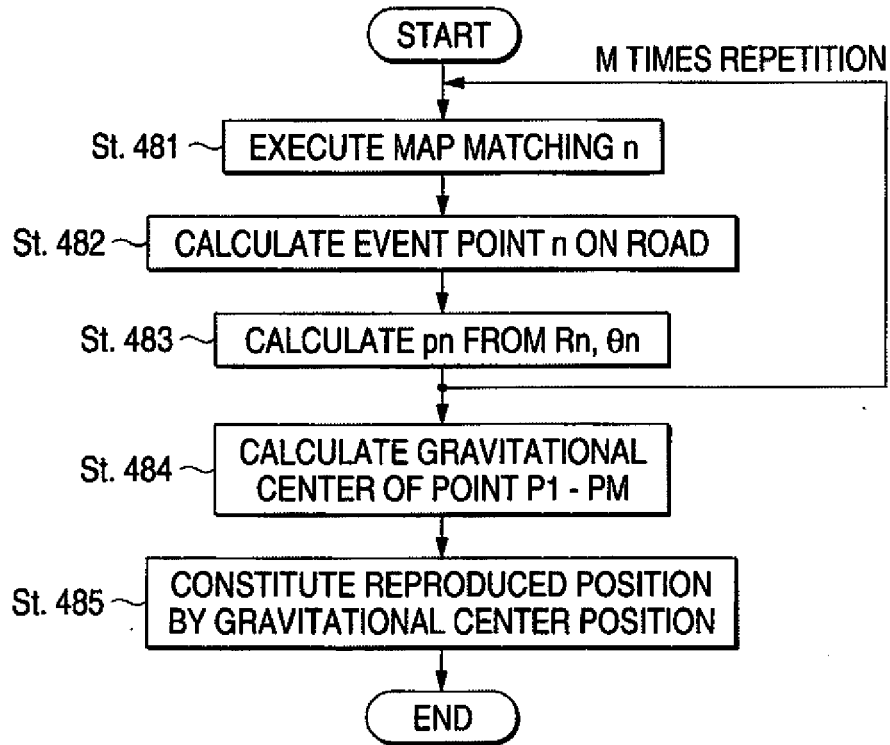 START
M TIMES REPETITION
St. 481
EXECUTE MAP MATCHING n
St. 482
CALCULATE EVENT POINT n ON ROAD
St. 483
CALCULATE pn FROM Rn, θn
St. 484
CALCULATE GRAVITATIONAL
CENTER OF POINT P1 - PM
St. 485
CONSTITUTE REPRODUCED POSITION
BY GRAVITATIONAL CENTER POSITION
END